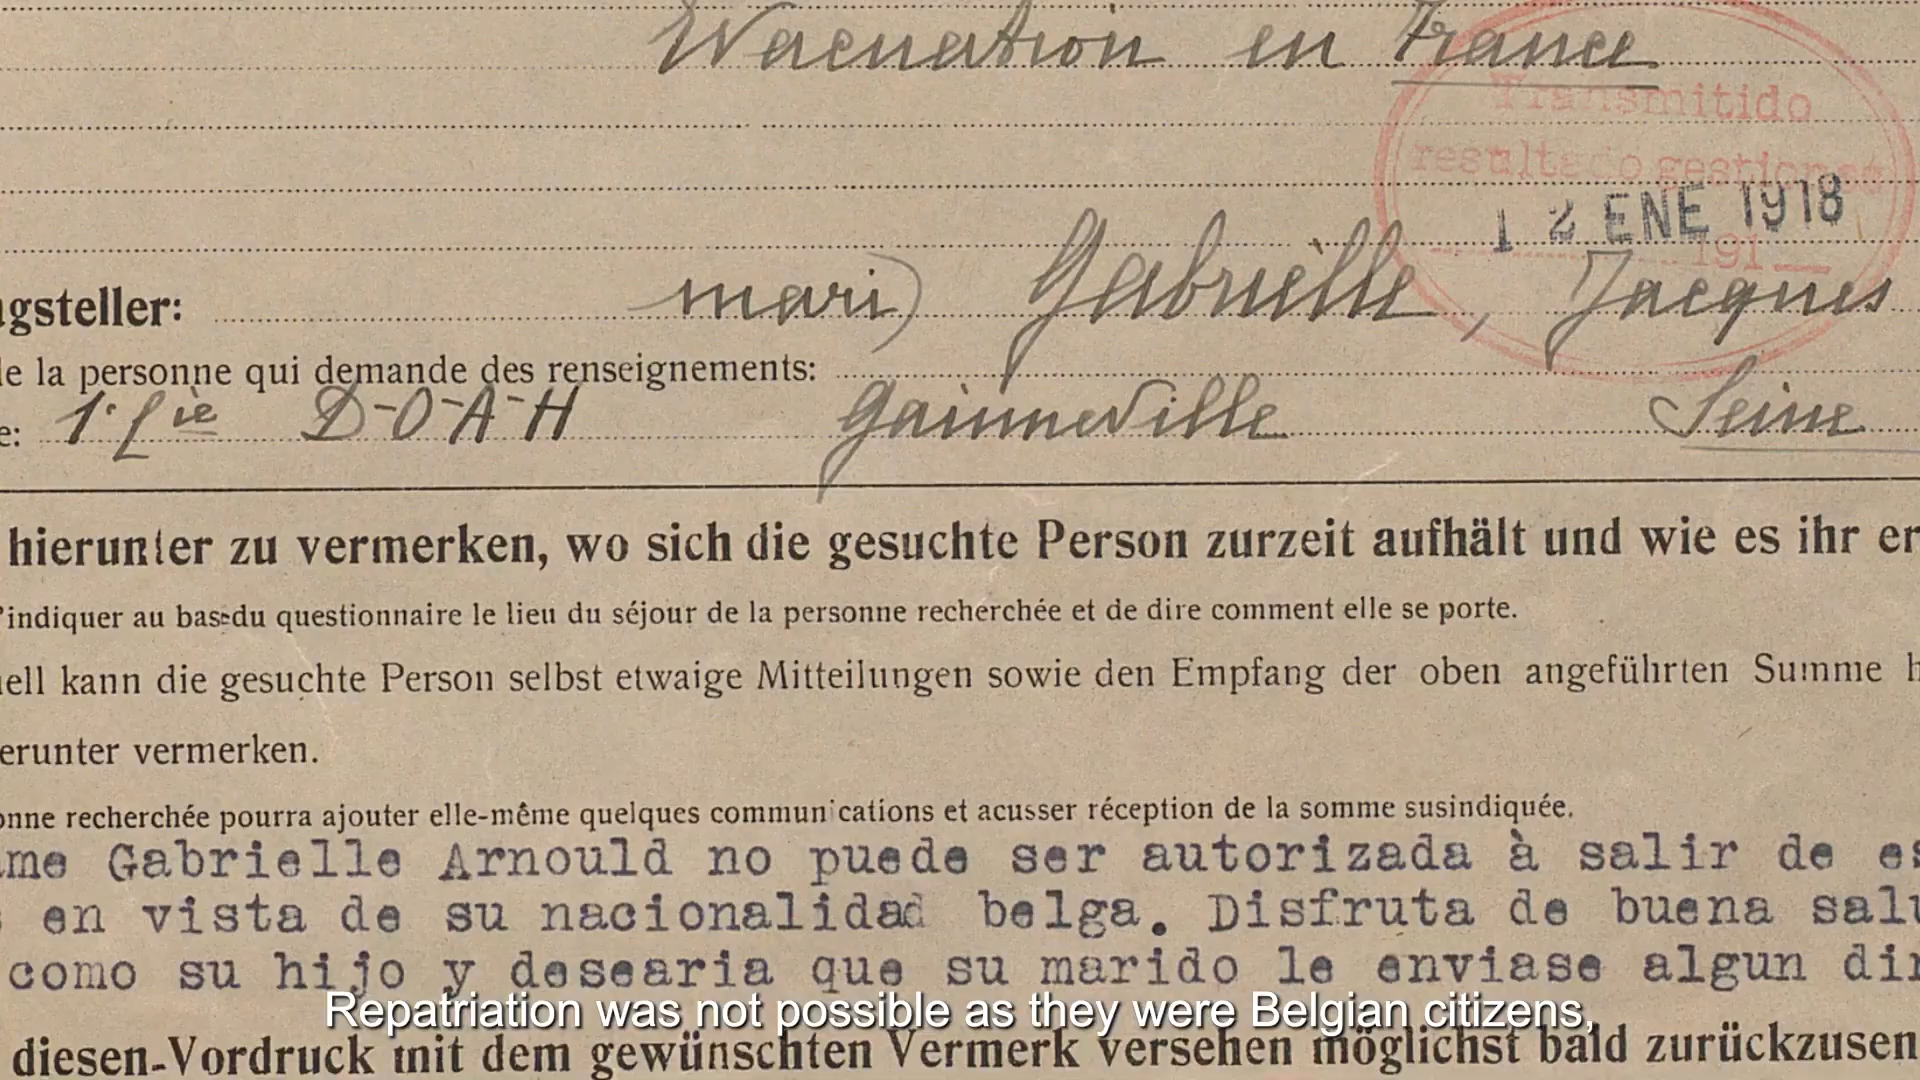 Wacuation en France
Transmitido
resultado gestiones
12 ENE 1918
191
gsteller: mari) Gabrielle, Jacques
e la personne qui demande des renseignements:
e: D-O-A-H Gainneville Seine
hierunter zu vermerken, wo sich die gesuchte Person zurzeit aufhält und wie es ihr er
'indiquer au bas du questionnaire le lieu du séjour de la personne recherchée et de dire comment elle se porte.
ell kann die gesuchte Person selbst etwaige Mitteilungen sowie den Empfang der oben angeführten Summe h
erunter vermerken.
onne recherchée pourra ajouter elle-même quelques communications et acusser réception de la somme susindiquée.
me Gabrielle Arnould no puede ser autorizada à salir de es
en vista de su nacionalidad belga. Disfruta de buena salu
como su hijo y desearia que su marido le enviase algun din
Repatriation was not possible as they were Belgian citizens,
diesen Vordruck mit dem gewünschten Vermerk versehen möglichst bald zurückzusen